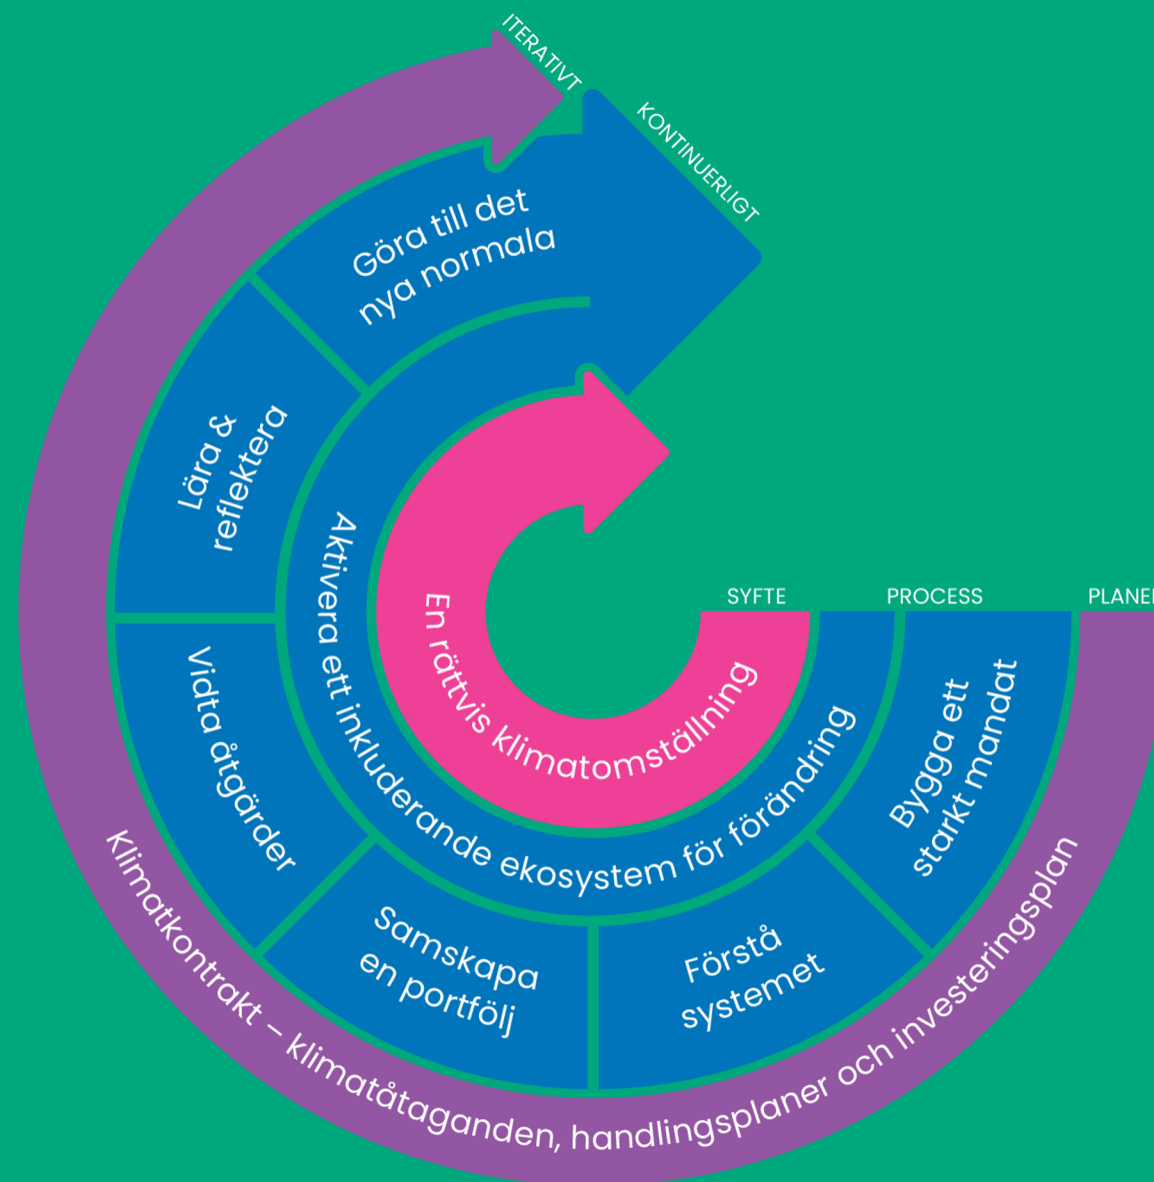 ITERATIVT
KONTINUERLIGT
Göra till det
nya normala
Lära &
reflektera
Aktivera ett inkluderande ekosystem för förändring
En rättvis klimatomställning
SYFTE
PROCESS
Bygga ett
starkt mandat
Vidta åtgärder
Samskapa
en portfölj
Förstå
systemet
Klimatkontrakt – klimatåtaganden, handlingsplaner och investeringsplan